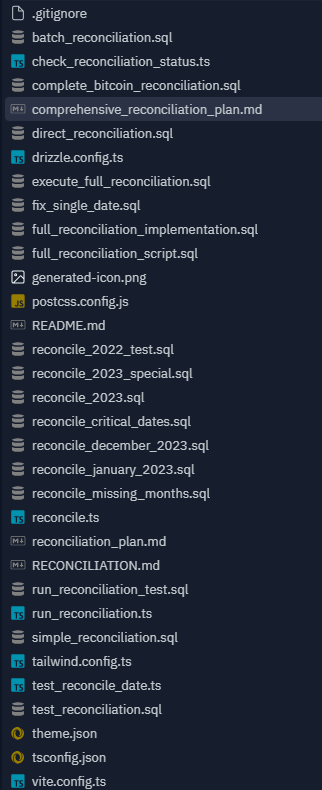 .gitignore
batch_reconciliation.sql
TS check_reconciliation_status.ts
complete_bitcoin_reconciliation.sql
M↓ comprehensive_reconciliation_plan.md
direct_reconciliation.sql
TS drizzle.config.ts
execute_full_reconciliation.sql
fix_single_date.sql
full_reconciliation_implementation.sql
full_reconciliation_script.sql
generated-icon.png
JS postcss.config.js
M↓ README.md
reconcile_2022_test.sql
reconcile_2023_special.sql
reconcile_2023.sql
reconcile_critical_dates.sql
reconcile_december_2023.sql
reconcile_january_2023.sql
reconcile_missing_months.sql
TS reconcile.ts
M↓ reconciliation_plan.md
M↓ RECONCILIATION.md
run_reconciliation_test.sql
TS run_reconciliation.ts
simple_reconciliation.sql
TS tailwind.config.ts
TS test_reconcile_date.ts
test_reconciliation.sql
theme.json
tsconfig.json
TS vite.config.ts